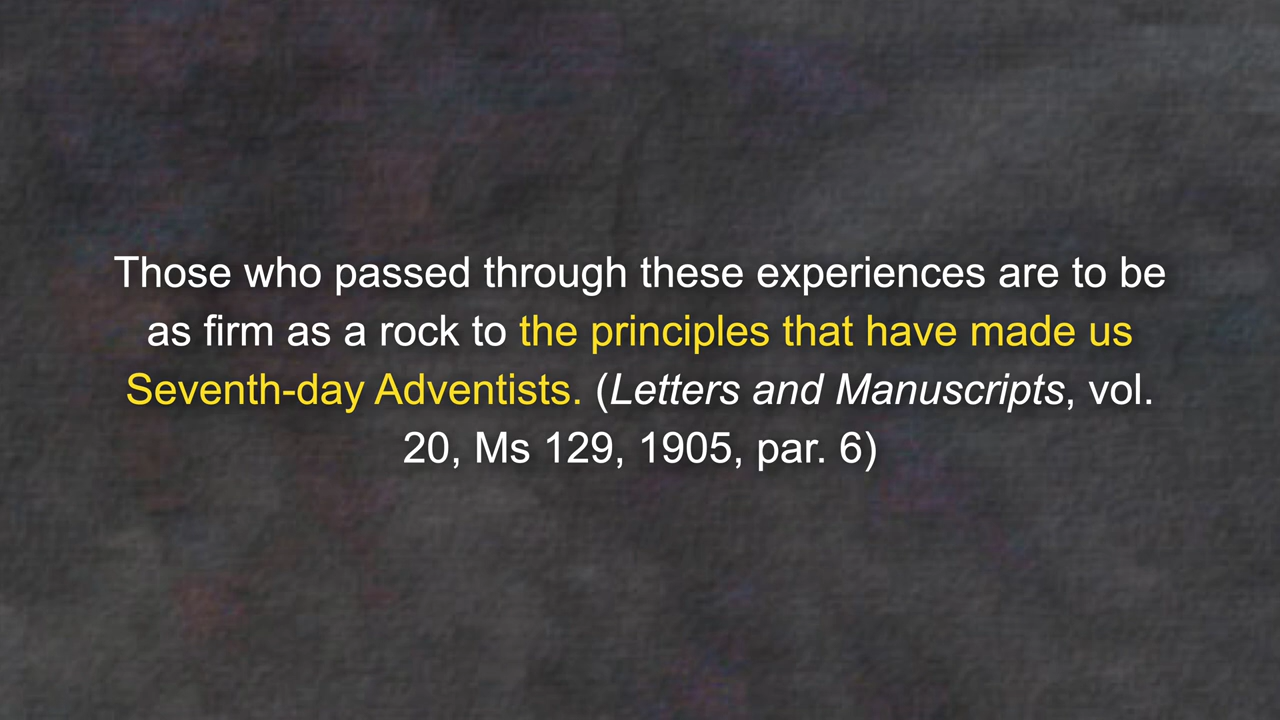 Those who passed through these experiences are to be
as firm as a rock to the principles that have made us
Seventh-day Adventists. (Letters and Manuscripts, vol.
20, Ms 129, 1905, par. 6)